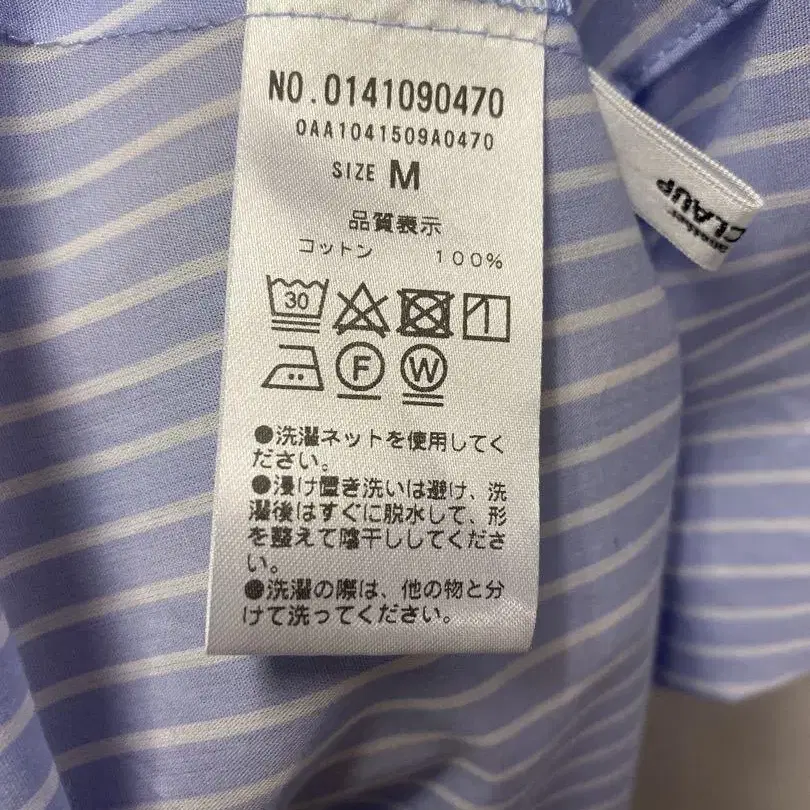 NO.0141090470
OAA1041509A0470
SIZE M
品質表示
コットン 100%
30
F
W
●洗濯ネットを使用してく
ださい。
●浸け置き洗いは避け、洗
濯後はすぐに脱水して、形
を整えて陰干ししてくださ
い。
●洗濯の際は、他の物と分
けて洗ってください。
another
CLAUP